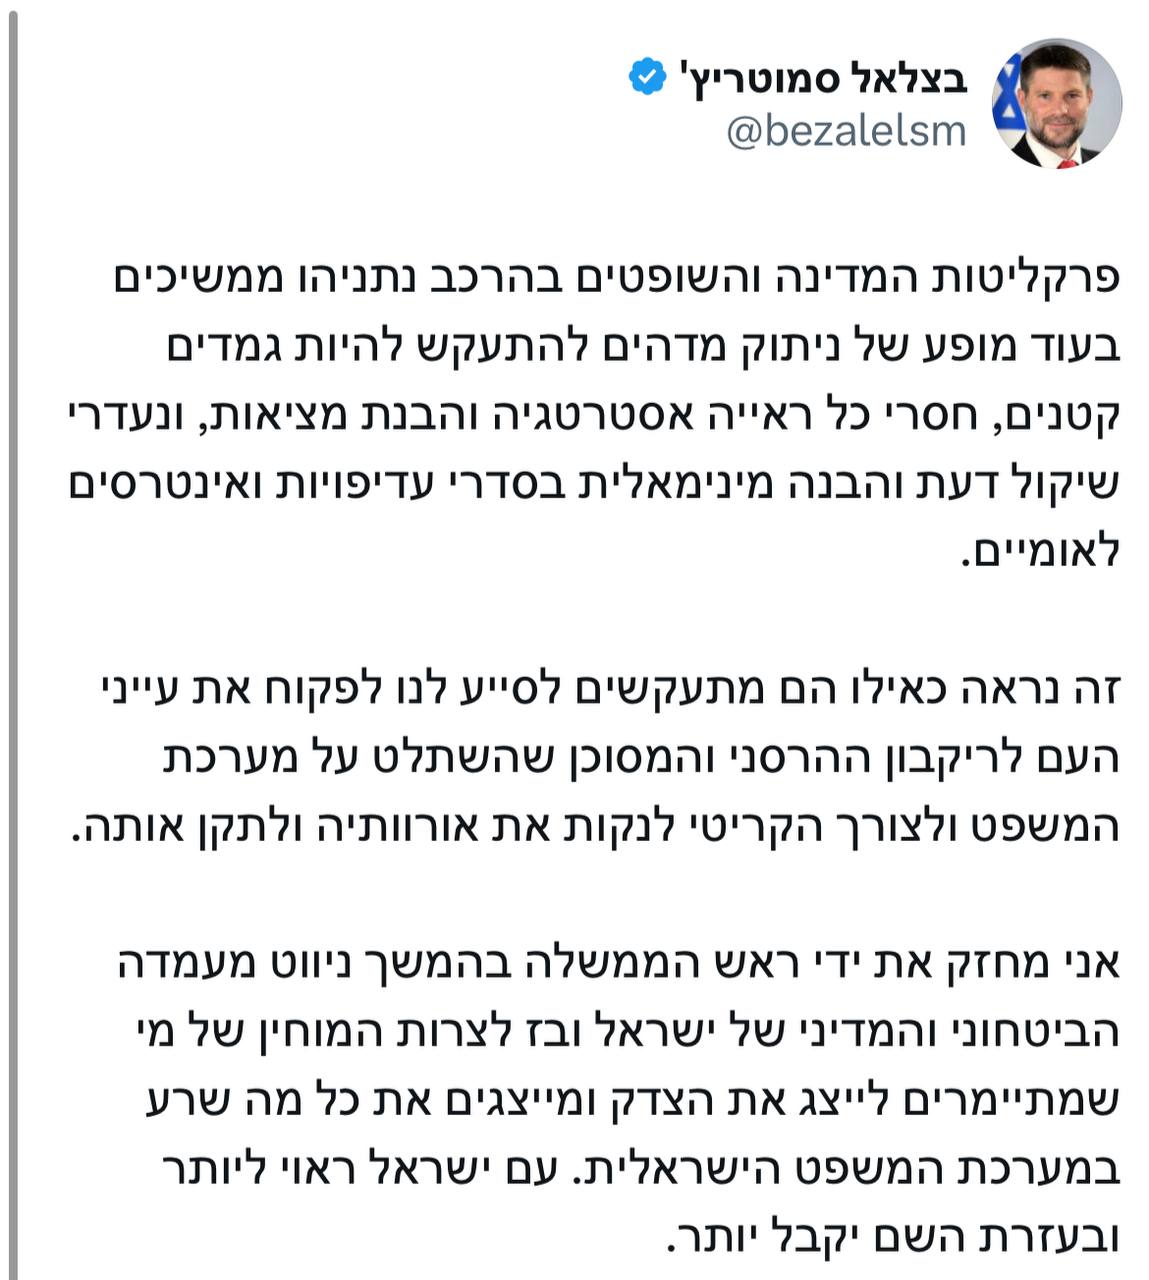 בצלאל סמוטריץ'
@bezalelsm
פרקליטות המדינה והשופטים בהרכב נתניהו ממשיכים
בעוד מופע של ניתוק מדהים להתעקש להיות גמדים
קטנים, חסרי כל ראייה אסטרטגיה והבנת מציאות, ונעדרי
שיקול דעת והבנה מינימאלית בסדרי עדיפויות ואינטרסים
לאומיים.
זה נראה כאילו הם מתעקשים לסייע לנו לפקוח את עייני
העם לריקבון ההרסני והמסוכן שהשתלט על מערכת
המשפט ולצורך הקריטי לנקות את אורוותיה ולתקן אותה.
אני מחזק את ידי ראש הממשלה בהמשך ניווט מעמדה
הביטחוני והמדיני של ישראל ובז לצרות המוחין של מי
שמתיימרים לייצג את הצדק ומייצגים את כל מה שרע
במערכת המשפט הישראלית. עם ישראל ראוי ליותר
ובעזרת השם יקבל יותר.